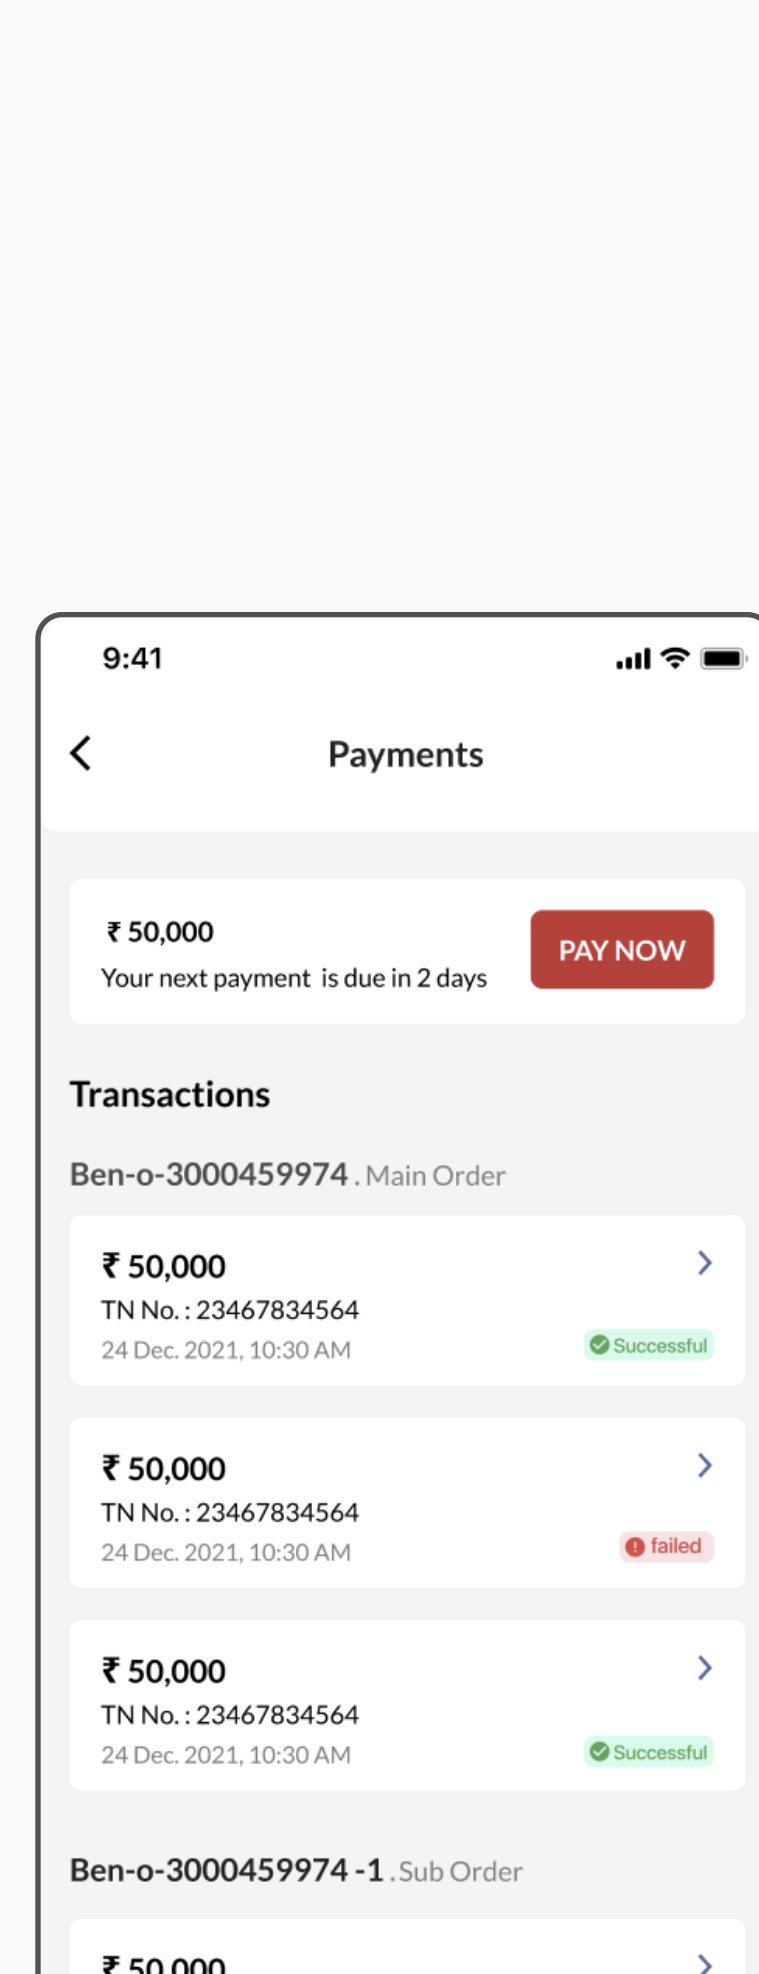 9:41
Payments
₹ 50,000
PAY NOW
Your next payment is due in 2 days
Transactions
Ben-o-3000459974 . Main Order
₹ 50,000
TN No. : 23467834564
24 Dec. 2021, 10:30 AM
Successful
₹ 50,000
TN No. : 23467834564
24 Dec. 2021, 10:30 AM
failed
₹ 50,000
TN No. : 23467834564
24 Dec. 2021, 10:30 AM
Successful
Ben-o-3000459974 -1 . Sub Order
₹ 50,000